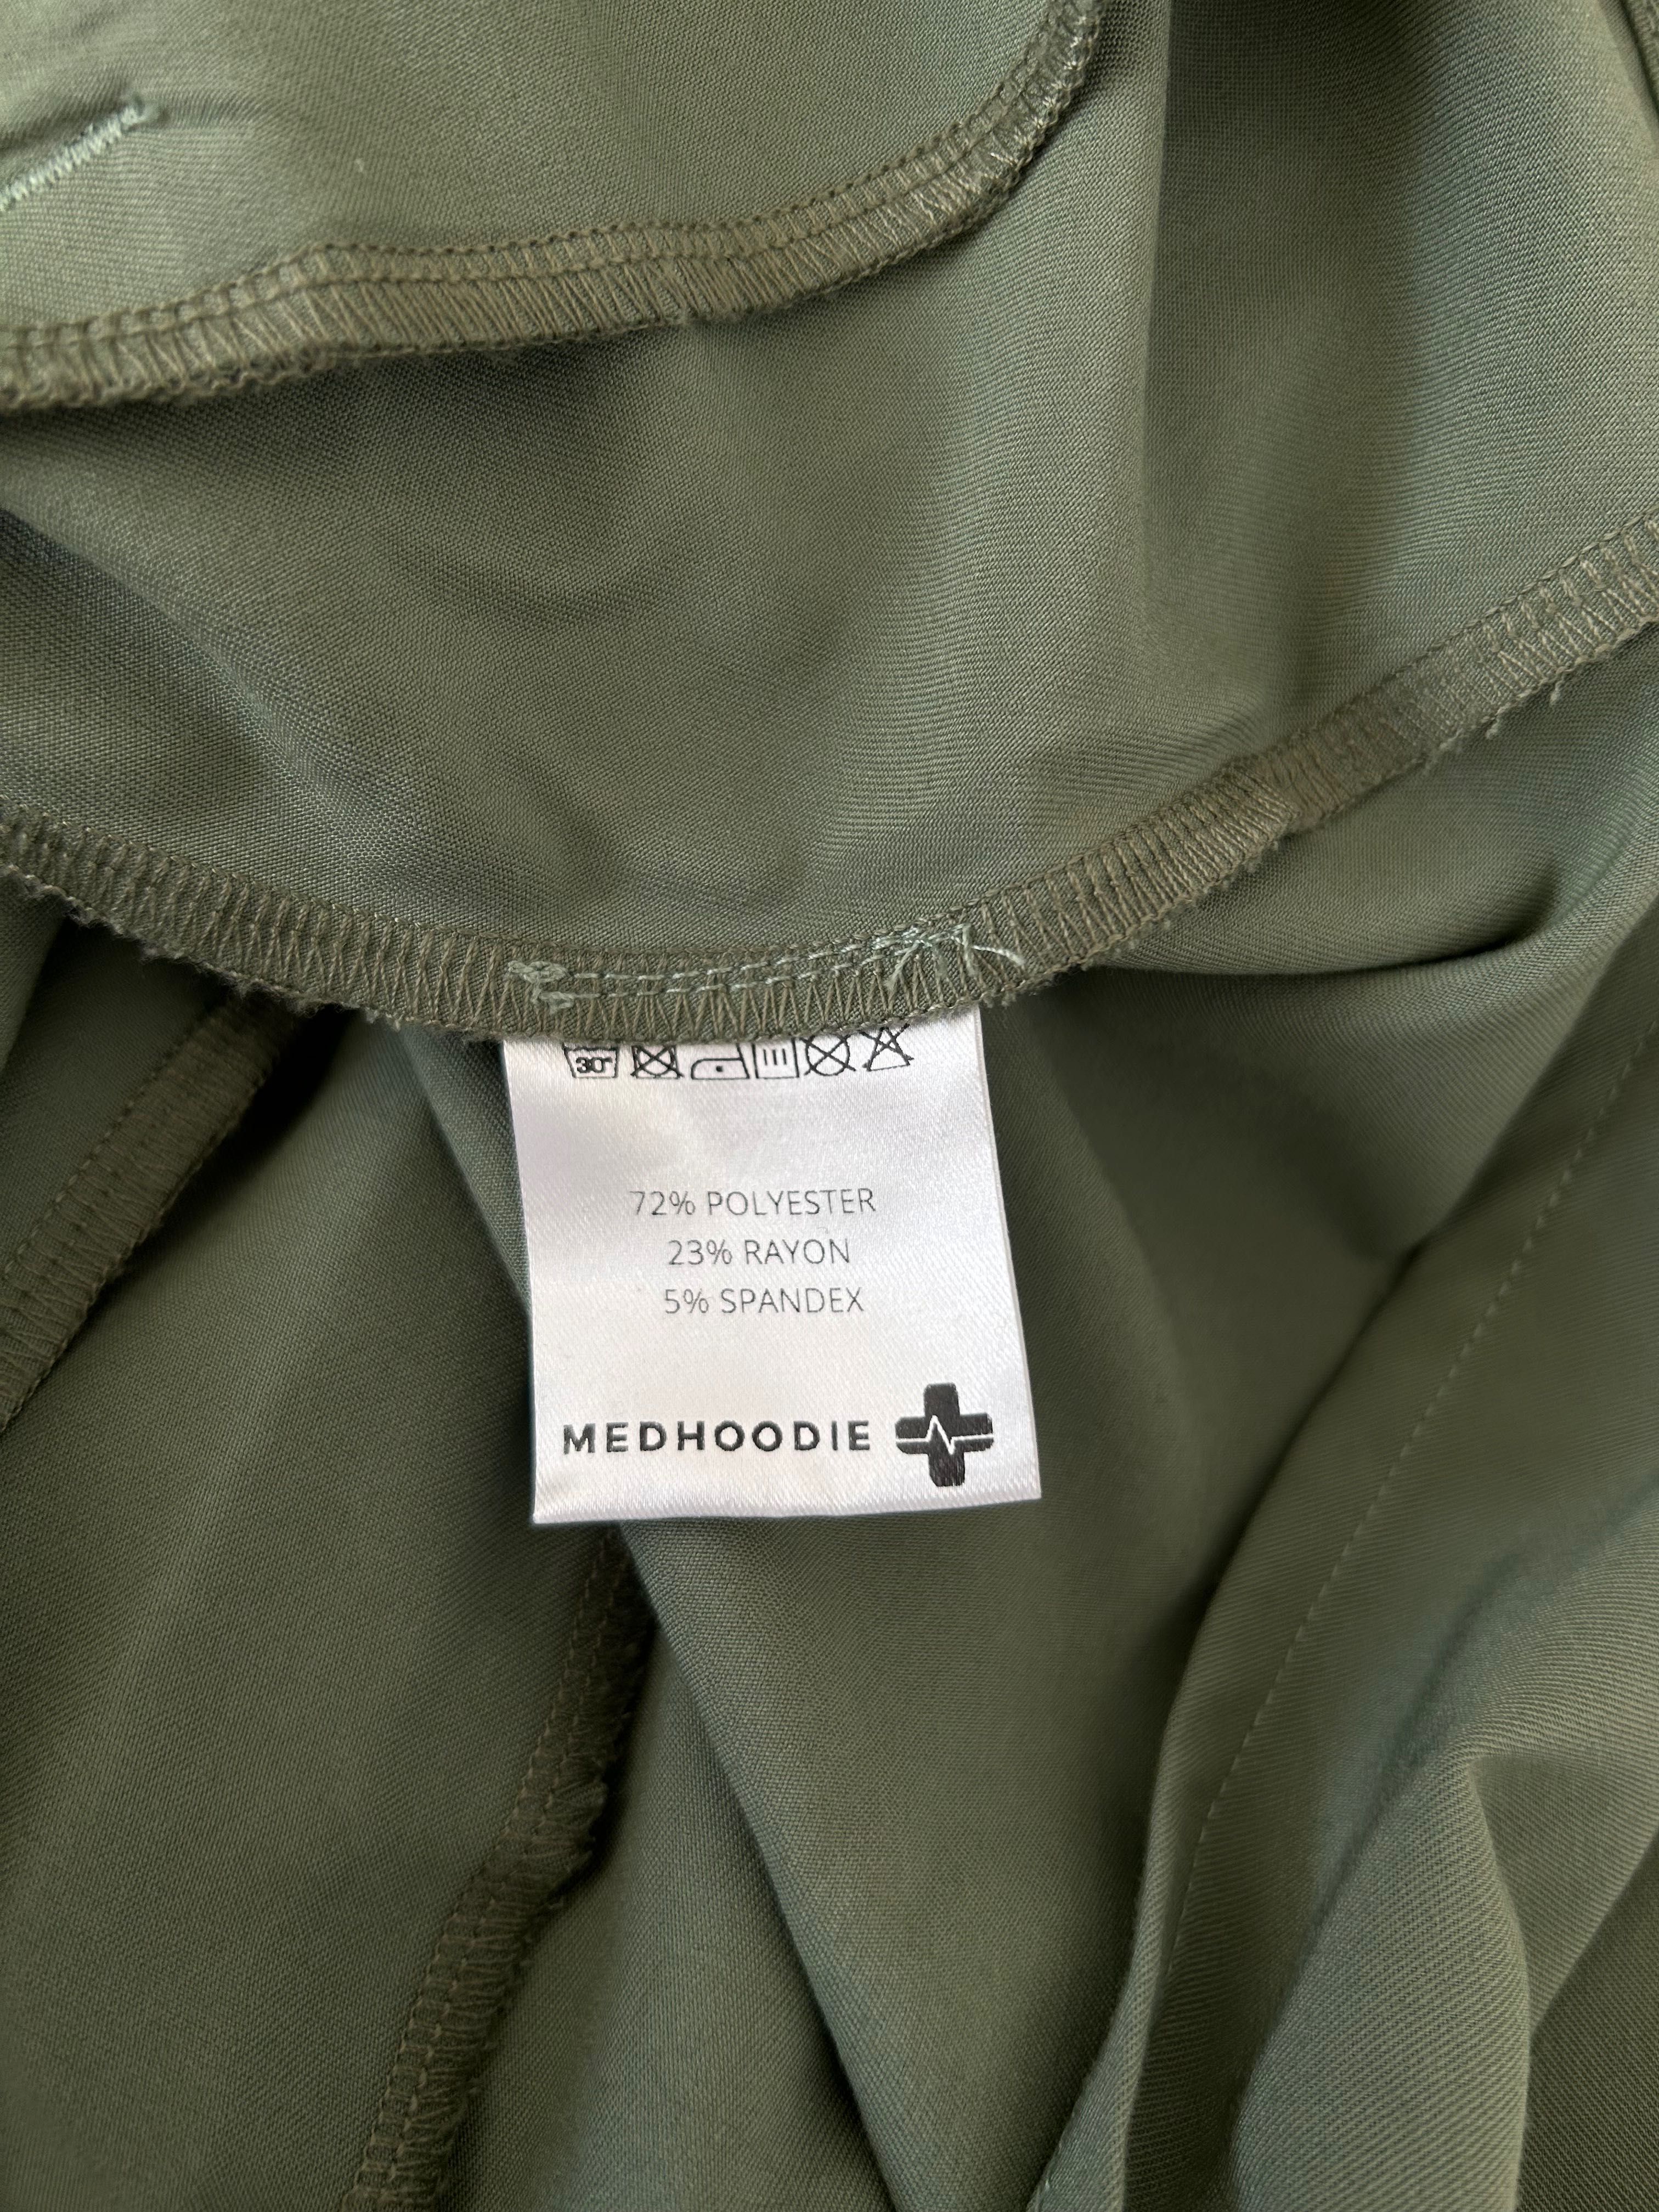 30°
72% POLYESTER
23% RAYON
5% SPANDEX
MEDHOODIE